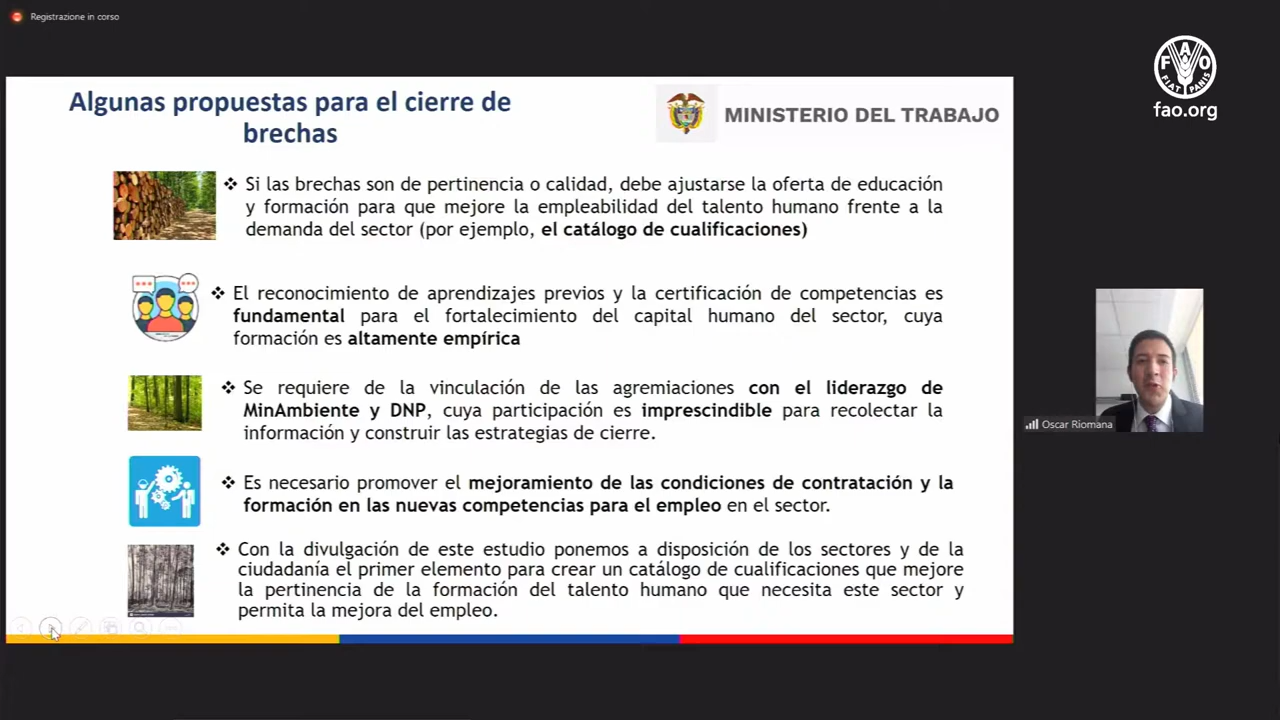 Registrazione in corso
FAO
FIAT PANIS
fao.org
Algunas propuestas para el cierre de
brechas
MINISTERIO DEL TRABAJO
❖ Si las brechas son de pertinencia o calidad, debe ajustarse la oferta de educación
y formación para que mejore la empleabilidad del talento humano frente a la
demanda del sector (por ejemplo, el catálogo de cualificaciones)
❖ El reconocimiento de aprendizajes previos y la certificación de competencias es
fundamental para el fortalecimiento del capital humano del sector, cuya
formación es altamente empírica
❖ Se requiere de la vinculación de las agremiaciones con el liderazgo de
MinAmbiente y DNP, cuya participación es imprescindible para recolectar la
información y construir las estrategias de cierre.
❖ Es necesario promover el mejoramiento de las condiciones de contratación y la
formación en las nuevas competencias para el empleo en el sector.
❖ Con la divulgación de este estudio ponemos a disposición de los sectores y de la
ciudadanía el primer elemento para crear un catálogo de cualificaciones que mejore
la pertinencia de la formación del talento humano que necesita este sector y
permita la mejora del empleo.
Oscar Riomana